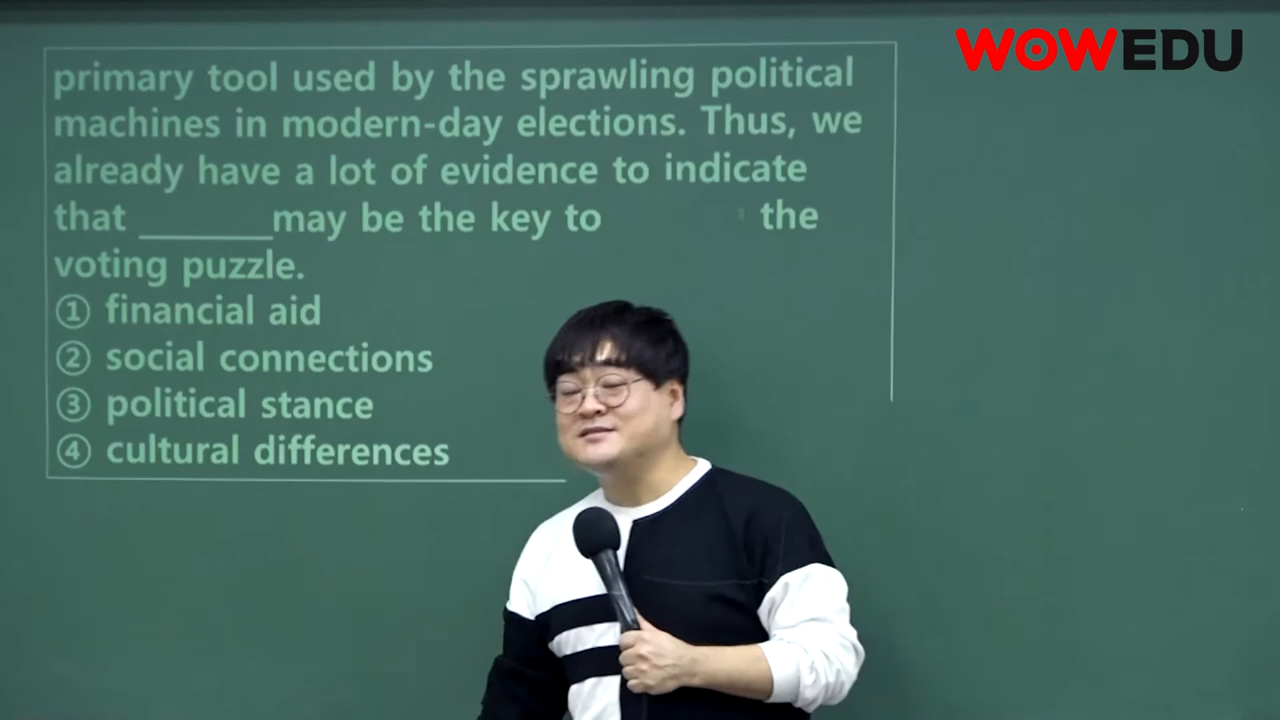 WOWEDU
primary tool used by the sprawling political
machines in modern-day elections. Thus, we
already have a lot of evidence to indicate
that _______may be the key to the
voting puzzle.
① financial aid
② social connections
③ political stance
④ cultural differences